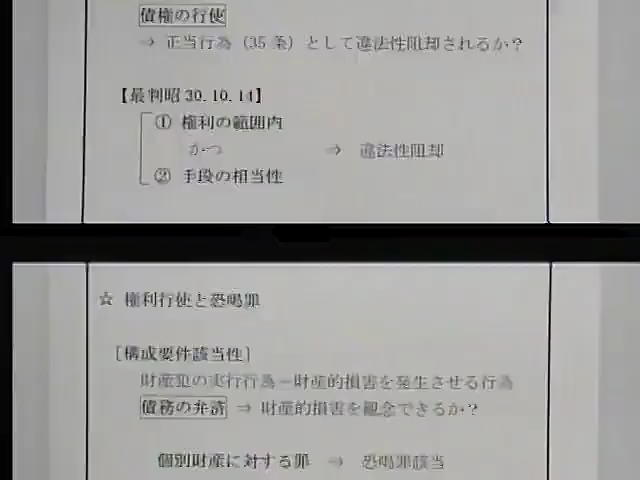 債権の行使
⇒ 正当行為(35条)として違法性阻却されるか?
【最判昭30.10.14】
① 権利の範囲内
かつ ⇒ 違法性阻却
② 手段の相当性
☆ 権利行使と恐喝罪
[構成要件該当性]
財産犯の実行行為=財産的損害を発生させる行為
債務の弁済 ⇒ 財産的損害を観念できるか?
個別財産に対する罪 ⇒ 恐喝罪該当